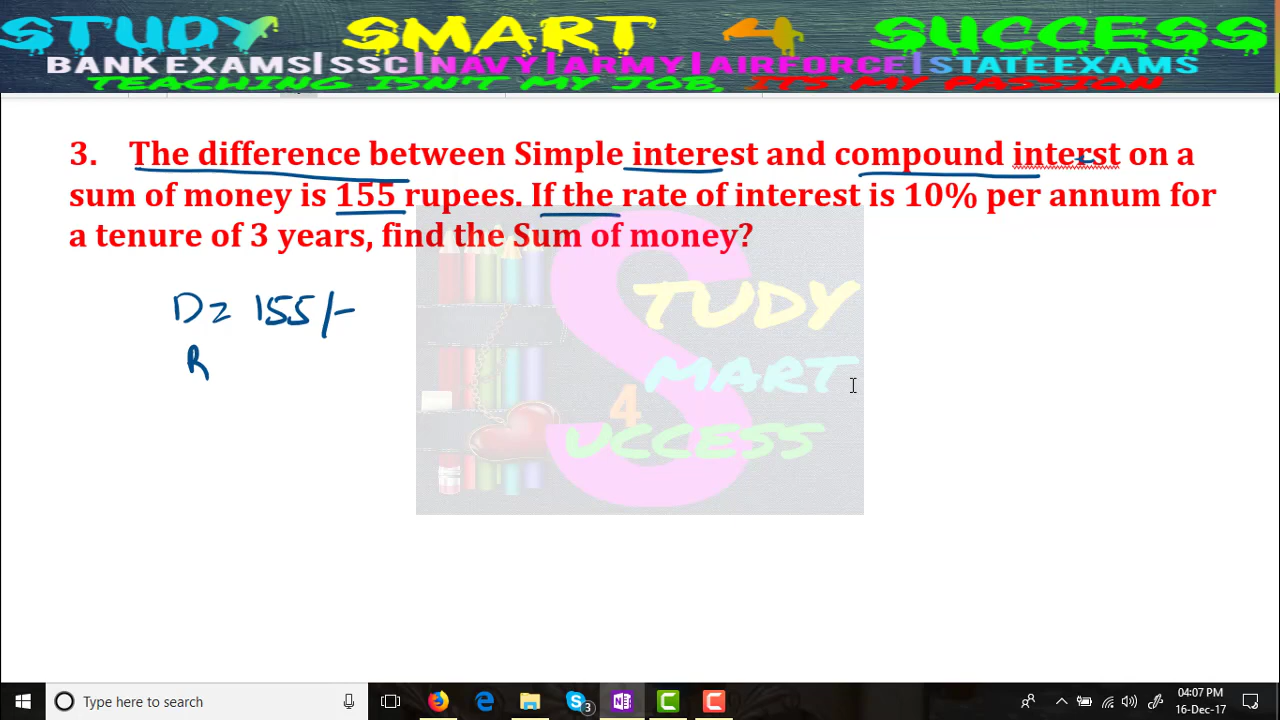 STUDY SMART 4 SUCCESS
BANK EXAMS|SSC|NAVY|ARMY|AIRFORCE|STATE EXAMS
TEACHING ISN'T MY JOB, IT'S MY PASSION
3. The difference between Simple interest and compound interst on a
sum of money is 155 rupees. If the rate of interest is 10% per annum for
a tenure of 3 years, find the Sum of money?
D= 155/-
R
S
TUDY
MART
4
UCCESS
Type here to search
3
04:07 PM
16-Dec-17